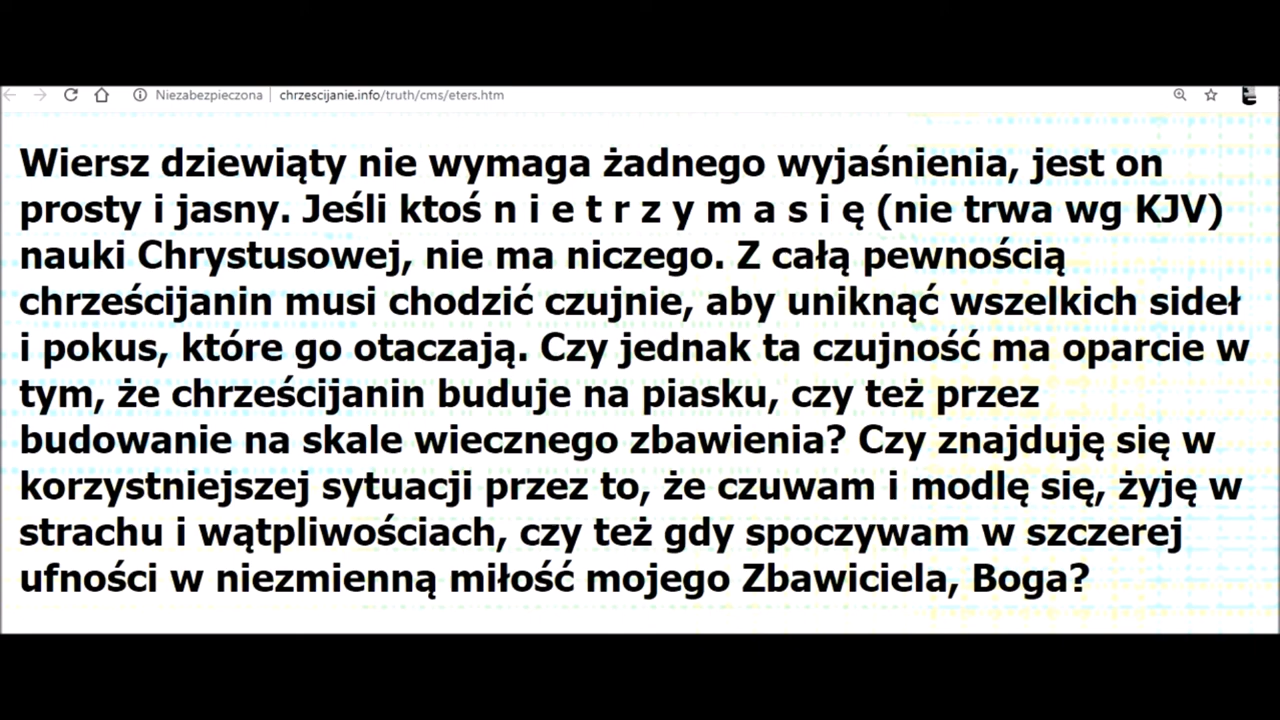 Niezabezpieczona chrzescijanie.info/truth/cms/eters.htm
Wiersz dziewiąty nie wymaga żadnego wyjaśnienia, jest on
prosty i jasny. Jeśli ktoś n i e t r z y m a s i ę (nie trwa wg KJV)
nauki Chrystusowej, nie ma niczego. Z całą pewnością
chrześcijanin musi chodzić czujnie, aby uniknąć wszelkich sideł
i pokus, które go otaczają. Czy jednak ta czujność ma oparcie w
tym, że chrześcijanin buduje na piasku, czy też przez
budowanie na skale wiecznego zbawienia? Czy znajduję się w
korzystniejszej sytuacji przez to, że czuwam i modlę się, żyję w
strachu i wątpliwościach, czy też gdy spoczywam w szczerej
ufności w niezmienną miłość mojego Zbawiciela, Boga?